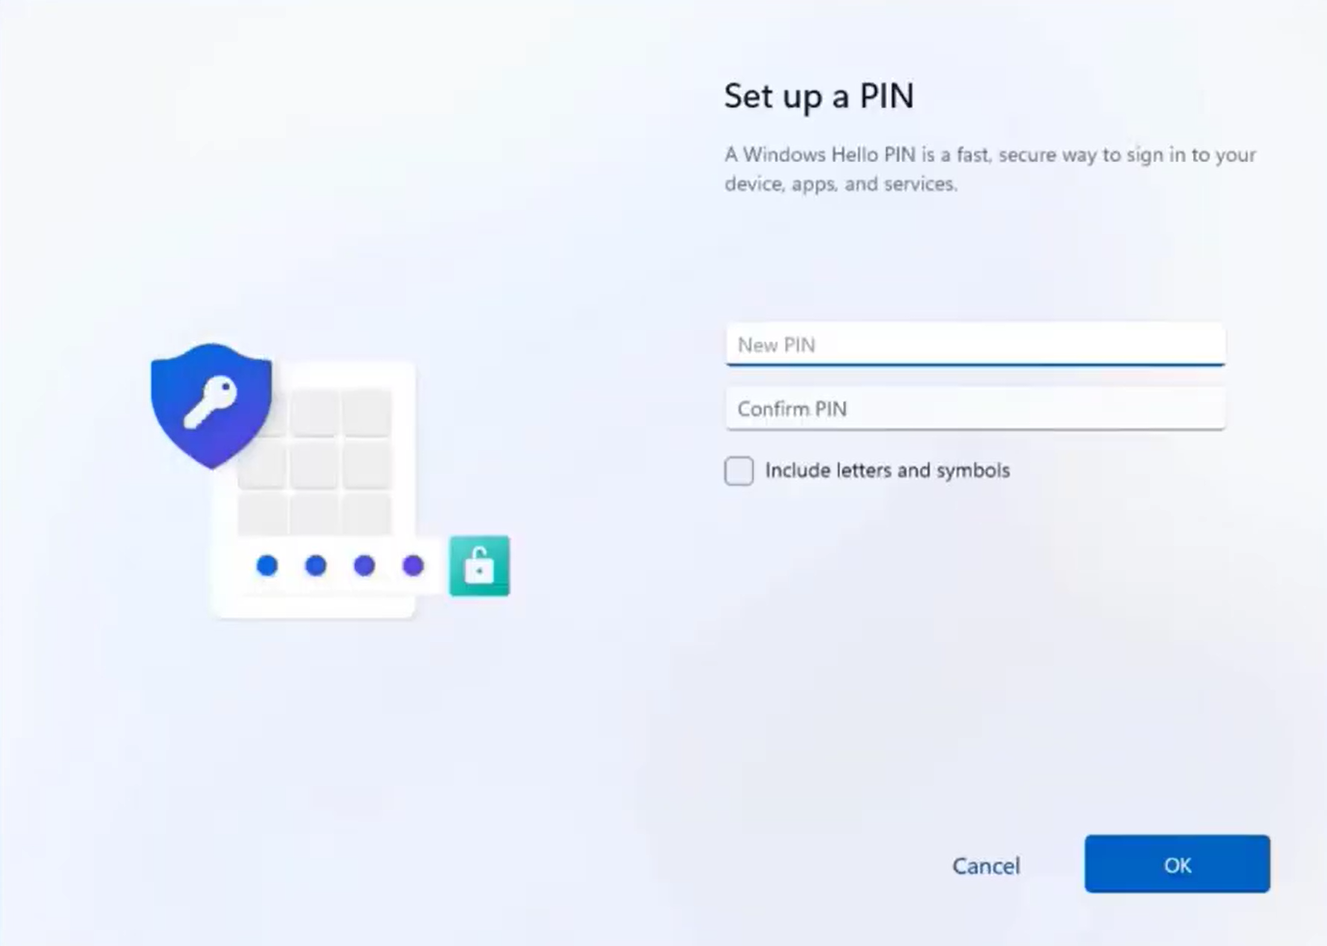 Set up a PIN
A Windows Hello PIN is a fast, secure way to sign in to your
device, apps, and services.
New PIN
Confirm PIN
Include letters and symbols
Cancel
OK